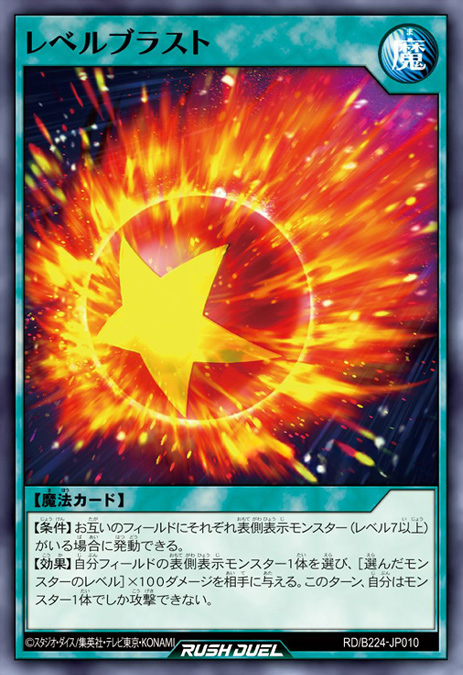 レベルブラスト
魔
【魔法カード】
【条件】お互いのフィールドにそれぞれ表側表示モンスター(レベル7以上)
がいる場合に発動できる。
【効果】自分フィールドの表側表示モンスター1体を選び、[選んだモン
スターのレベル]×100ダメージを相手に与える。このターン、自分はモン
スター1体でしか攻撃できない。
©スタジオ・ダイス/集英社・テレビ東京・KONAMI
RUSH DUEL
RD/B224-JP010